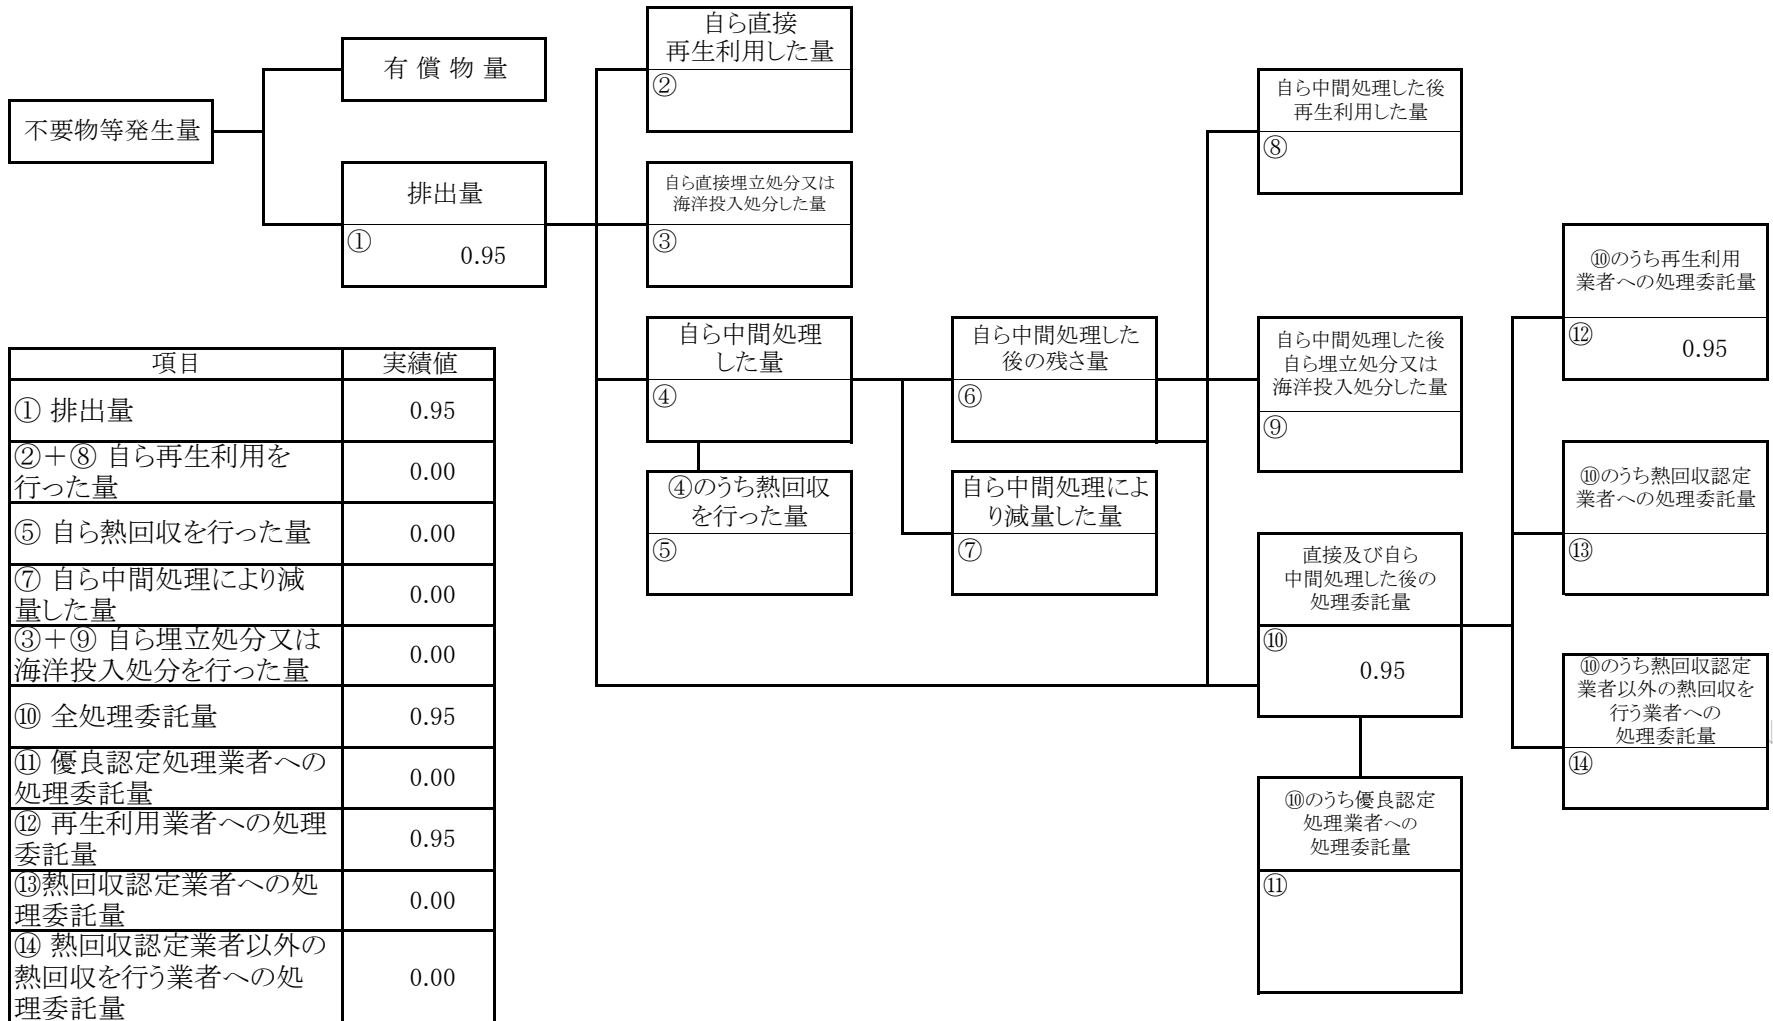 不要物等発生量
有 償 物 量
排出量
①
0.95
自ら直接
再生利用した量
②
自ら直接埋立処分又は
海洋投入処分した量
③
自ら中間処理
した量
④
④のうち熱回収
を行った量
⑤
自ら中間処理した
後の残さ量
⑥
自ら中間処理によ
り減量した量
⑦
自ら中間処理した後
再生利用した量
⑧
自ら中間処理した後
自ら埋立処分又は
海洋投入処分した量
⑨
直接及び自ら
中間処理した後の
処理委託量
⑩
0.95
⑩のうち優良認定
処理業者への
処理委託量
⑪
⑩のうち再生利用
業者への処理委託量
⑫
0.95
⑩のうち熱回収認定
業者への処理委託量
⑬
⑩のうち熱回収認定
業者以外の熱回収を
行う業者への
処理委託量
⑭
項目 実績値
① 排出量 0.95
②＋⑧ 自ら再生利用を
行った量 0.00
⑤ 自ら熱回収を行った量 0.00
⑦ 自ら中間処理により減
量した量 0.00
③＋⑨ 自ら埋立処分又は
海洋投入処分を行った量 0.00
⑩ 全処理委託量 0.95
⑪ 優良認定処理業者への
処理委託量 0.00
⑫ 再生利用業者への処理
委託量 0.95
⑬熱回収認定業者への処
理委託量 0.00
⑭ 熱回収認定業者以外の
熱回収を行う業者への処 0.00
理委託量